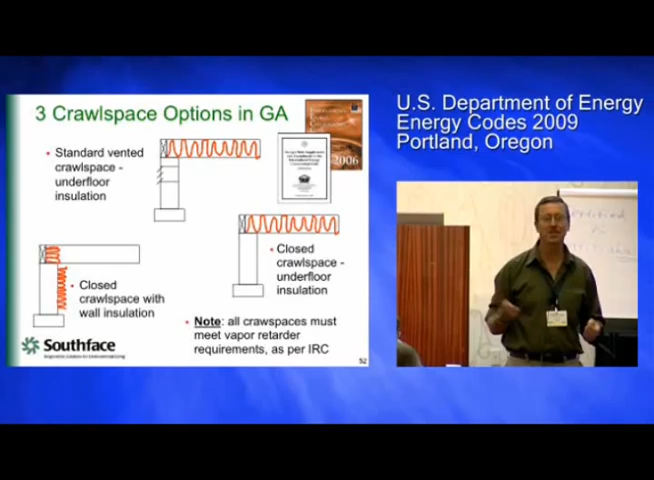 3 Crawlspace Options in GA
2006
• Standard vented
crawlspace -
underfloor
insulation
• Closed
crawlspace -
underfloor
insulation
• Closed
crawlspace with
wall insulation
• Note: all crawspaces must
meet vapor retarder
requirements, as per IRC
Southface
52
U.S. Department of Energy
Energy Codes 2009
Portland, Oregon